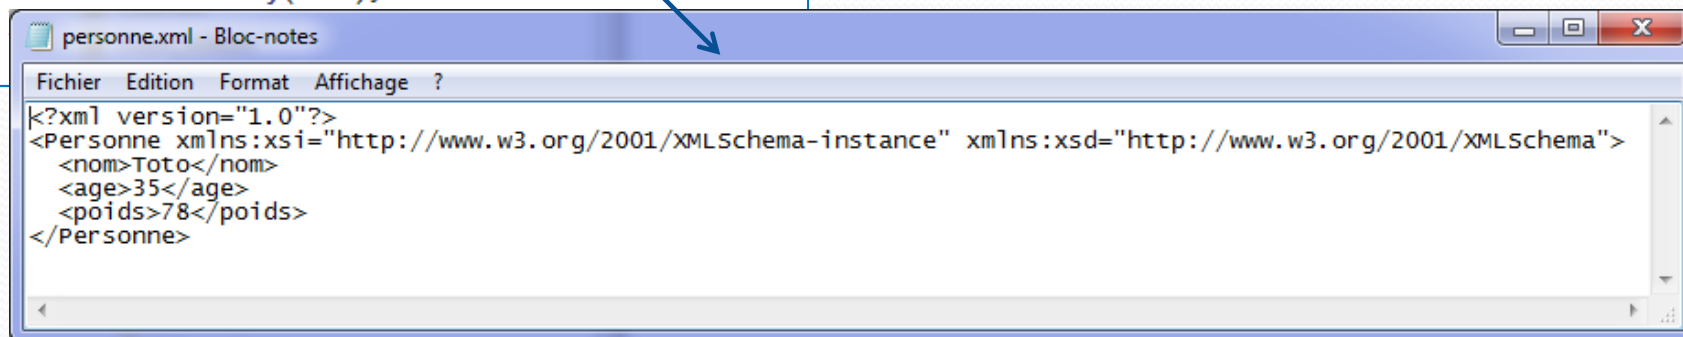 personne.xml - Bloc-notes
Fichier Edition Format Affichage ?
<?xml version="1.0"?>
<Personne xmlns:xsi="http://www.w3.org/2001/XMLSchema-instance" xmlns:xsd="http://www.w3.org/2001/XMLSchema">
  <nom>Toto</nom>
  <age>35</age>
  <poids>78</poids>
</Personne>